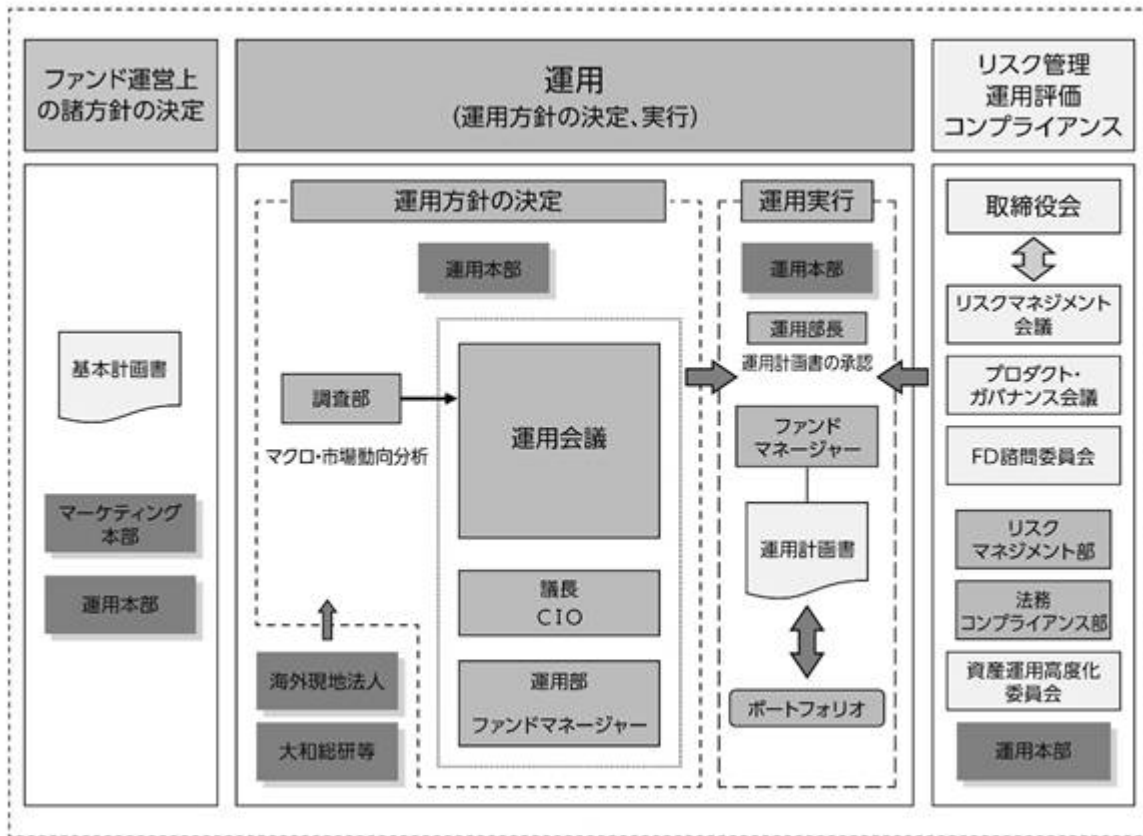 ファンド運営上
の諸方針の決定
運用
(運用方針の決定、実行)
リスク管理
運用評価
コンプライアンス
基本計画書
マーケティング
本部
運用本部
運用方針の決定
運用本部
調査部
マクロ・市場動向分析
運用会議
議長
CIO
運用部
ファンドマネージャー
海外現地法人
大和総研等
運用実行
運用本部
運用部長
運用計画書の承認
ファンド
マネージャー
運用計画書
ポートフォリオ
取締役会
リスクマネジメント
会議
プロダクト・
ガバナンス会議
FD諮問委員会
リスク
マネジメント部
法務
コンプライアンス部
資産運用高度化
委員会
運用本部